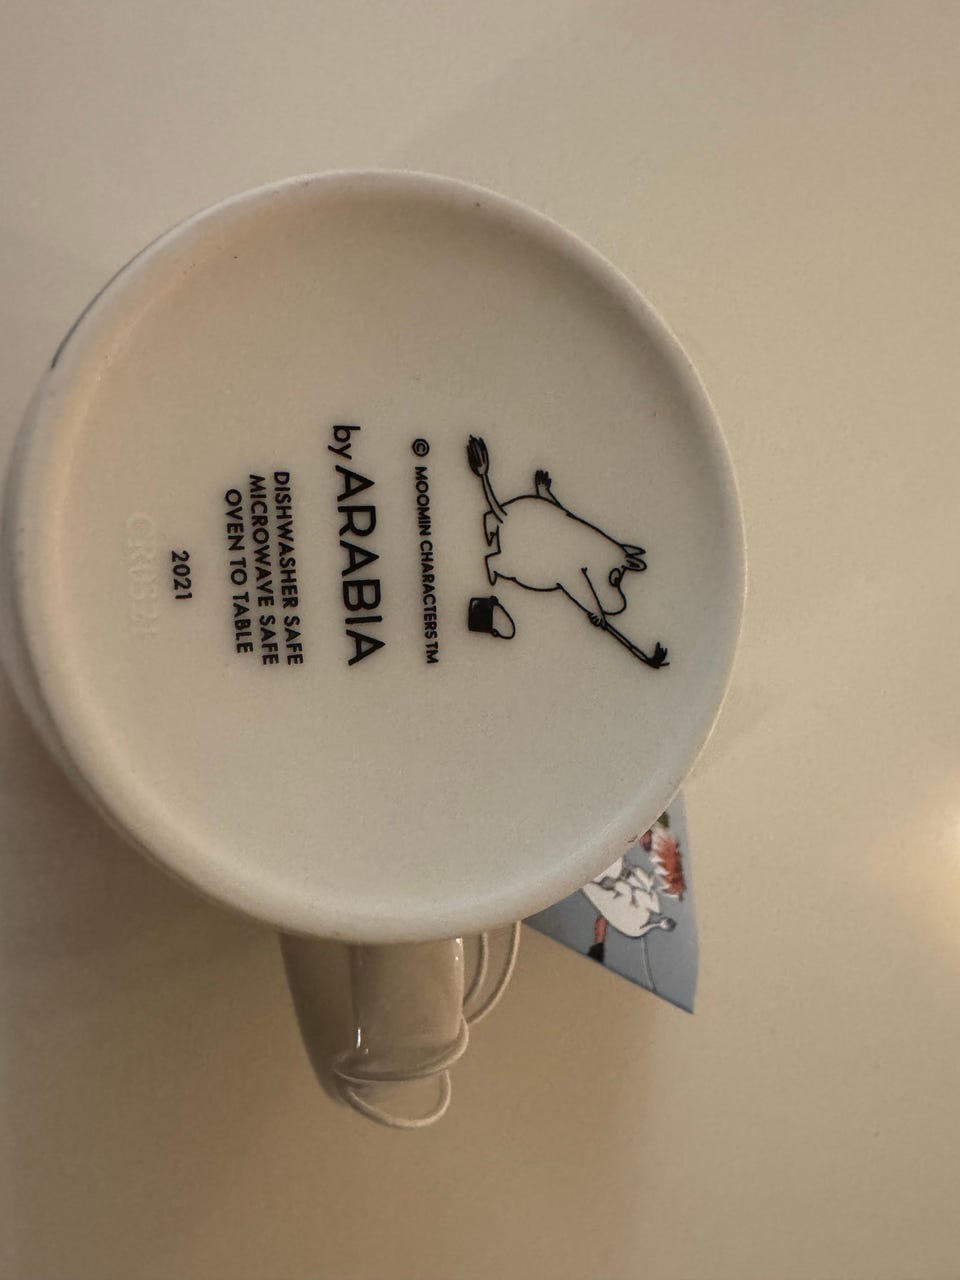 © MOOMIN CHARACTERS TM
by ARABIA
DISHWASHER SAFE
MICROWAVE SAFE
OVEN TO TABLE
2021